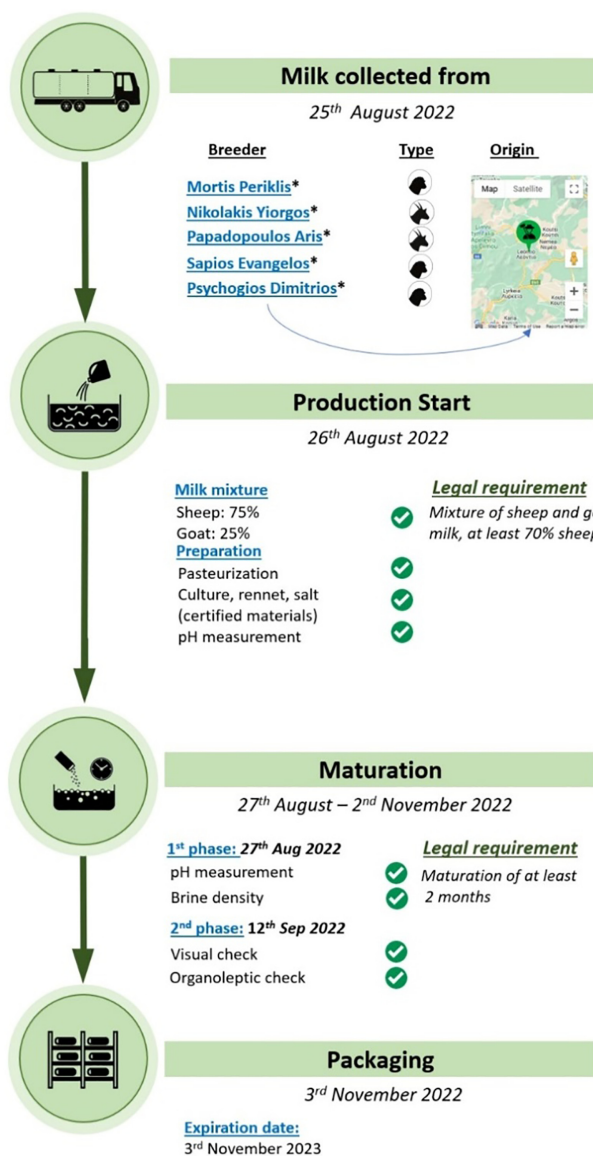 Milk collected from
25th August 2022
Breeder Type Origin
Mortis Periklis*
Nikolakis Yiorgos*
Papadopoulos Aris*
Sapios Evangelos*
Psychogios Dimitrios*
Map Satellite
Production Start
26th August 2022
Milk mixture
Legal requirement
Sheep: 75%
Mixture of sheep and
Goat: 25%
milk, at least 70% sheep
Preparation
Pasteurization
Culture, rennet, salt
(certified materials)
pH measurement
Maturation
27th August – 2nd November 2022
1st phase: 27th Aug 2022
Legal requirement
pH measurement
Maturation of at least
Brine density
2 months
2nd phase: 12th Sep 2022
Visual check
Organoleptic check
Packaging
3rd November 2022
Expiration date:
3rd November 2023